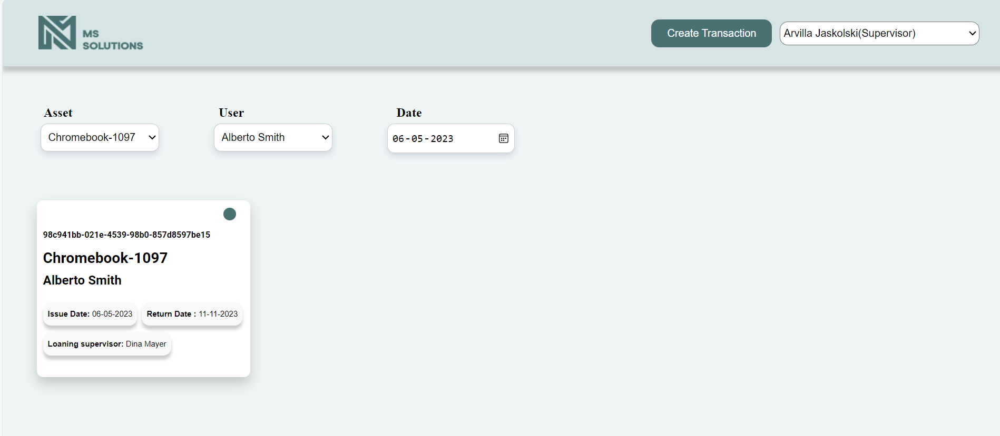 MS
SOLUTIONS
Create Transaction
Arvilla Jaskolski(Supervisor)
Asset
User
Date
Chromebook-1097
Alberto Smith
06-05-2023
98c941bb-021e-4539-98b0-857d8597be15
Chromebook-1097
Alberto Smith
Issue Date: 06-05-2023
Return Date : 11-11-2023
Loaning supervisor: Dina Mayer